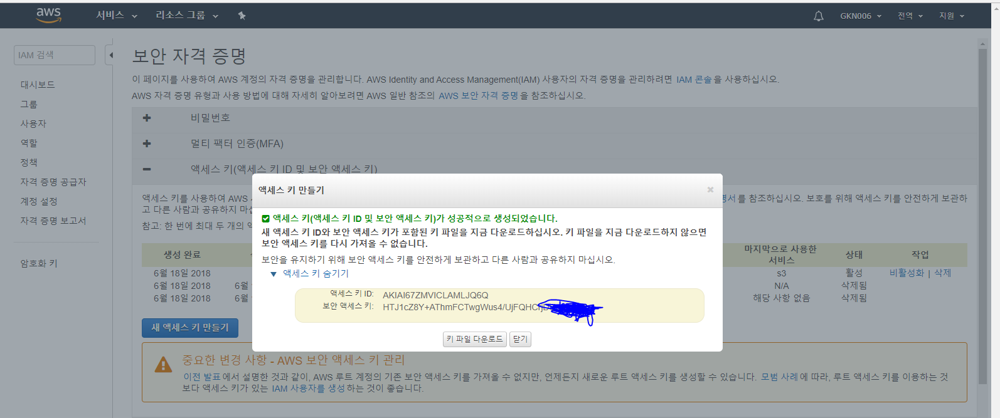 aws 서비스 리소스 그룹 GKN006 전역 지원
IAM 검색
대시보드
그룹
사용자
역할
정책
자격 증명 공급자
계정 설정
자격 증명 보고서
암호화 키
보안 자격 증명
이 페이지를 사용하여 AWS 계정의 자격 증명을 관리합니다. AWS Identity and Access Management(IAM) 사용자의 자격 증명을 관리하려면 IAM 콘솔을 사용하십시오.
AWS 자격 증명 유형과 사용 방법에 대해 자세히 알아보려면 AWS 일반 참조의 AWS 보안 자격 증명을 참조하십시오.
비밀번호
멀티 팩터 인증(MFA)
액세스 키(액세스 키 ID 및 보안 액세스 키)
액세스 키를 사용하여 AWS 명서를 참조하십시오. 보호를 위해 액세스 키를 안전하게 보관하
고 다른 사람과 공유하지 마십
참고: 한 번에 최대 두 개의
생성 완료 마지막으로 사용한 서비스 상태 작업
6월 18일 2018 s3 활성 비활성화 | 삭제
6월 18일 2018 6월 N/A 삭제됨
6월 18일 2018 6월 해당 사항 없음 삭제됨
새 액세스 키 만들기
액세스 키 만들기
액세스 키(액세스 키 ID 및 보안 액세스 키)가 성공적으로 생성되었습니다.
새 액세스 키 ID와 보안 액세스 키가 포함된 키 파일을 지금 다운로드하십시오. 키 파일을 지금 다운로드하지 않으면
보안 액세스 키를 다시 가져올 수 없습니다.
보안을 유지하기 위해 보안 액세스 키를 안전하게 보관하고 다른 사람과 공유하지 마십시오.
액세스 키 숨기기
액세스 키 ID: AKIAI67ZMVICLAMLJQ6Q
보안 액세스 키: HTJ1cZ8Y+AThmFCTwgWus4/UjFQHC
키 파일 다운로드 닫기
중요한 변경 사항 - AWS 보안 액세스 키 관리
이전 발표에서 설명한 것과 같이, AWS 루트 계정의 기존 보안 액세스 키를 가져올 수 없지만, 언제든지 새로운 루트 액세스 키를 생성할 수 있습니다. 모범 사례에 따라, 루트 액세스 키를 이용하는 것
보다 액세스 키가 있는 IAM 사용자를 생성하는 것이 좋습니다.